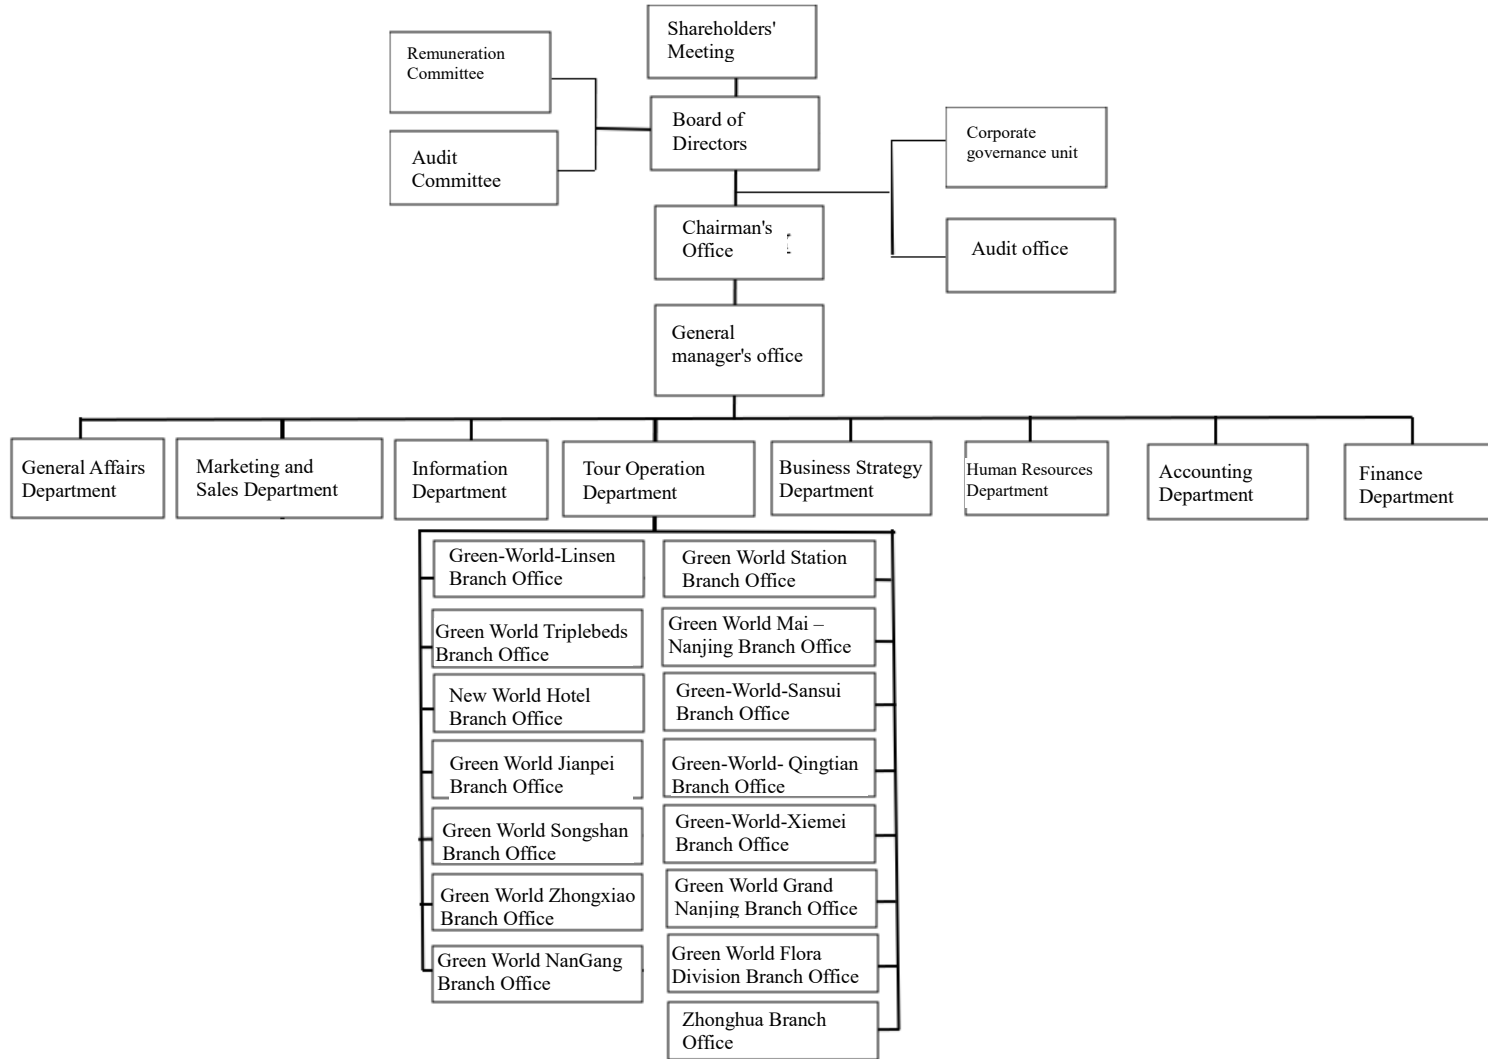 Shareholders'
Meeting
Remuneration
Committee
Board of
Directors
Audit
Committee
Corporate
governance unit
Chairman's
Office
Audit office
General
manager's office
General Affairs
Department
Marketing and
Sales Department
Information
Department
Tour Operation
Department
Business Strategy
Department
Human Resources
Department
Accounting
Department
Finance
Department
Green-World-Linsen
Branch Office
Green World Station
Branch Office
Green World Triplebeds
Branch Office
Green World Mai –
Nanjing Branch Office
New World Hotel
Branch Office
Green-World-Sansui
Branch Office
Green World Jianpei
Branch Office
Green-World- Qingtian
Branch Office
Green World Songshan
Branch Office
Green-World-Xiemei
Branch Office
Green World Zhongxiao
Branch Office
Green World Grand
Nanjing Branch Office
Green World NanGang
Branch Office
Green World Flora
Division Branch Office
Zhonghua Branch
Office